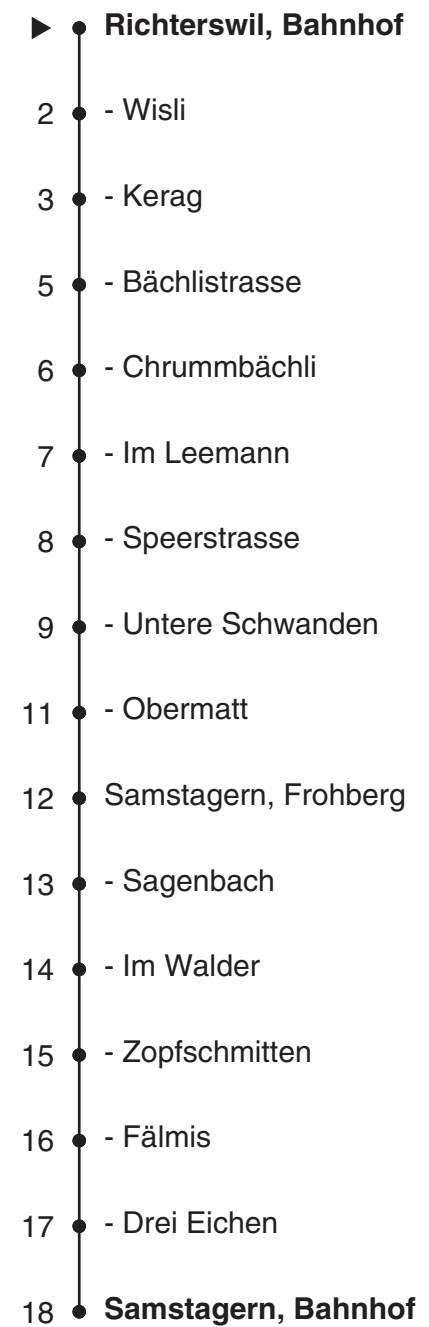 Richterswil, Bahnhof
2 - Wisli
3 - Kerag
5 - Bächlistrasse
6 - Chrummbächli
7 - Im Leemann
8 - Speerstrasse
9 - Untere Schwanden
11 - Obermatt
12 Samstagern, Frohberg
13 - Sagenbach
14 - Im Walder
15 - Zopfschmitten
16 - Fälmis
17 - Drei Eichen
18 Samstagern, Bahnhof